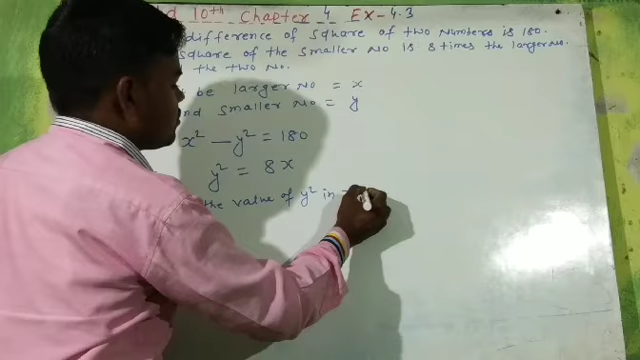 10th Chapter 4 EX-4.3
difference of square of two numbers is 180.
square of the smaller no is 8 times the larger no.
the two no.
be larger no = x
nd smaller no = y
x² — y² = 180
y² = 8x
the value of y² in